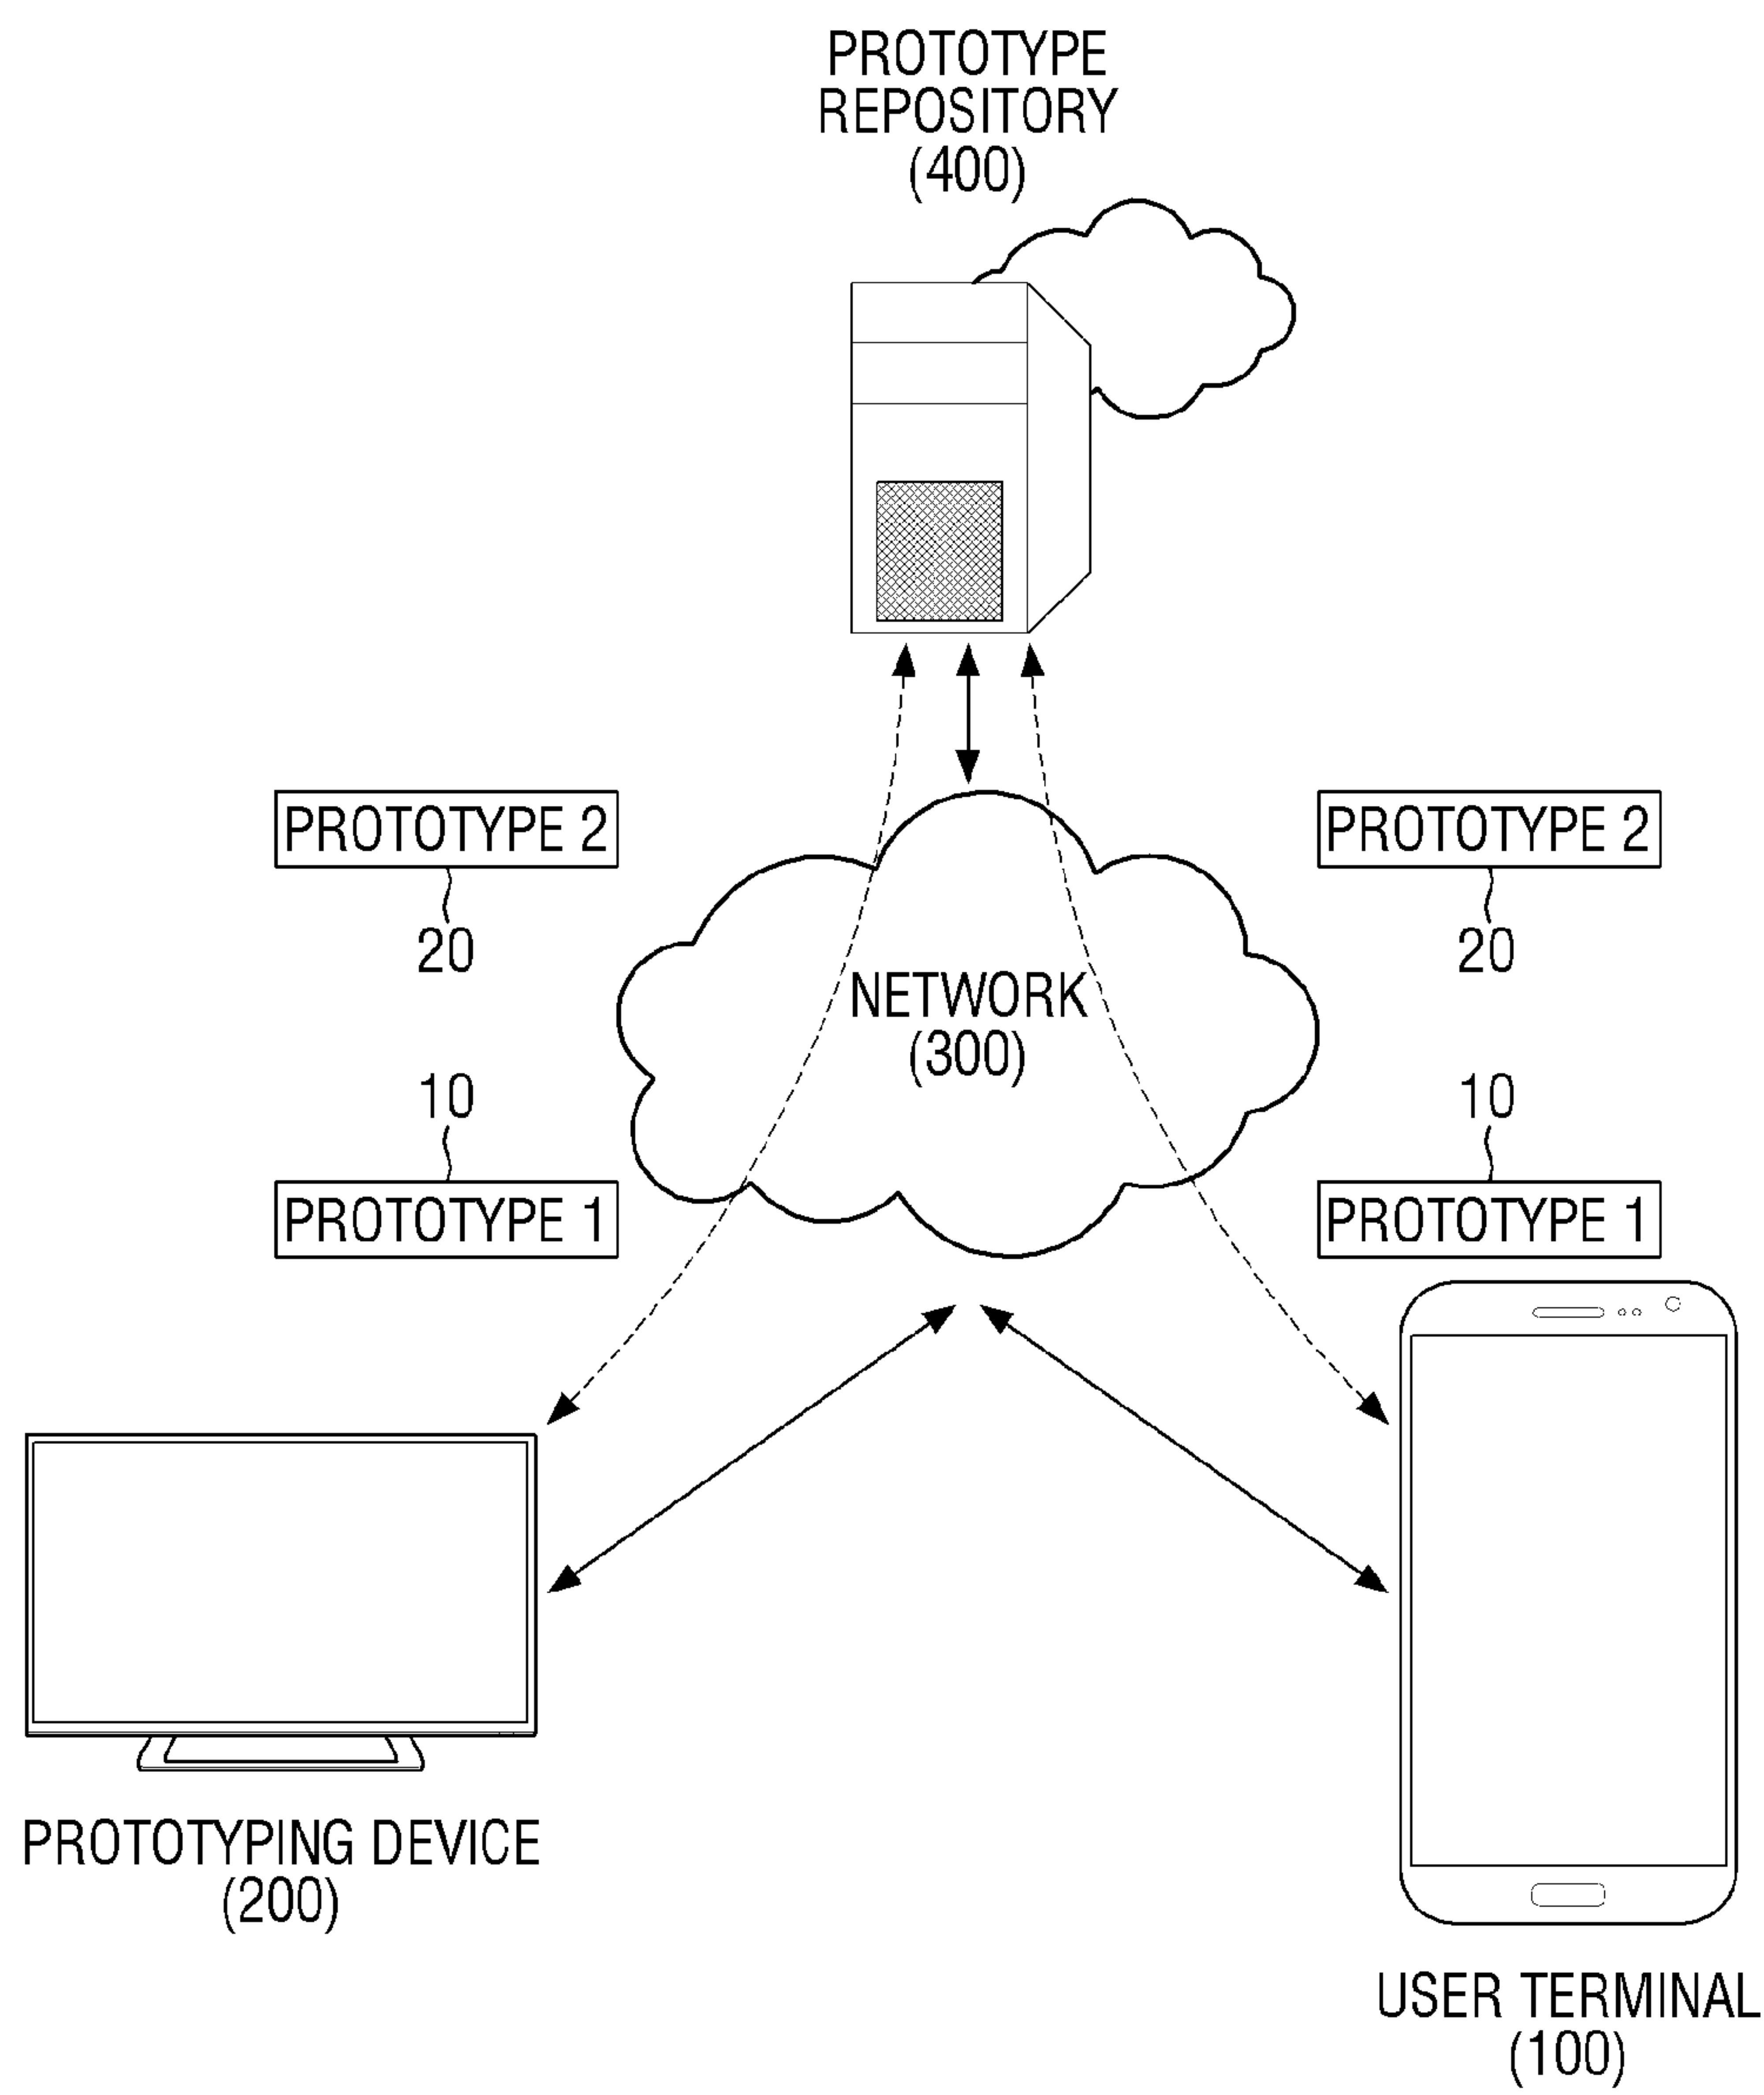 PROTOTYPE
REPOSITORY
(400)
PROTOTYPE 2
20
PROTOTYPE 2
20
NETWORK
(300)
10
PROTOTYPE 1
10
PROTOTYPE 1
PROTOTYPING DEVICE
(200)
USER TERMINAL
(100)